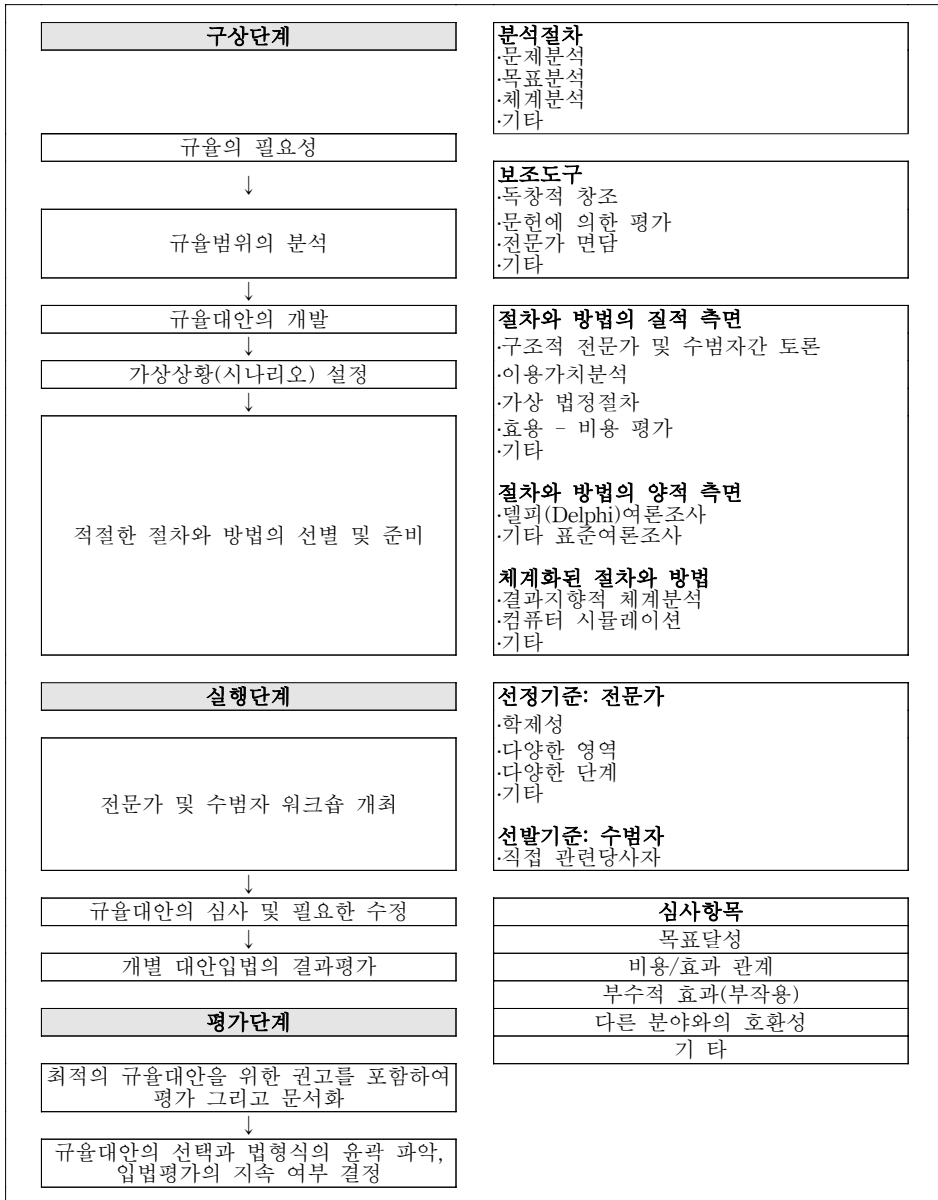 구상단계
분석절차
·문제분석
·목표분석
·체계분석
·기타
규율의 필요성
↓
규율범위의 분석
보조도구
·독창적 창조
·문헌에 의한 평가
·전문가 면담
·기타
↓
규율대안의 개발
↓
가상상황(시나리오) 설정
↓
적절한 절차와 방법의 선별 및 준비
절차와 방법의 질적 측면
·구조적 전문가 및 수범자간 토론
·이용가치분석
·가상 법정절차
·효용 - 비용 평가
·기타
절차와 방법의 양적 측면
·델피(Delphi)여론조사
·기타 표준여론조사
체계화된 절차와 방법
·결과지향적 체계분석
·컴퓨터 시뮬레이션
·기타
실행단계
전문가 및 수범자 워크숍 개최
선정기준: 전문가
·학제성
·다양한 영역
·다양한 단계
·기타
선발기준: 수범자
·직접 관련당사자
↓
규율대안의 심사 및 필요한 수정
↓
개별 대안입법의 결과평가
심사항목
목표달성
비용/효과 관계
부수적 효과(부작용)
다른 분야와의 호환성
기 타
평가단계
최적의 규율대안을 위한 권고를 포함하여
평가 그리고 문서화
↓
규율대안의 선택과 법형식의 윤곽 파악,
입법평가의 지속 여부 결정